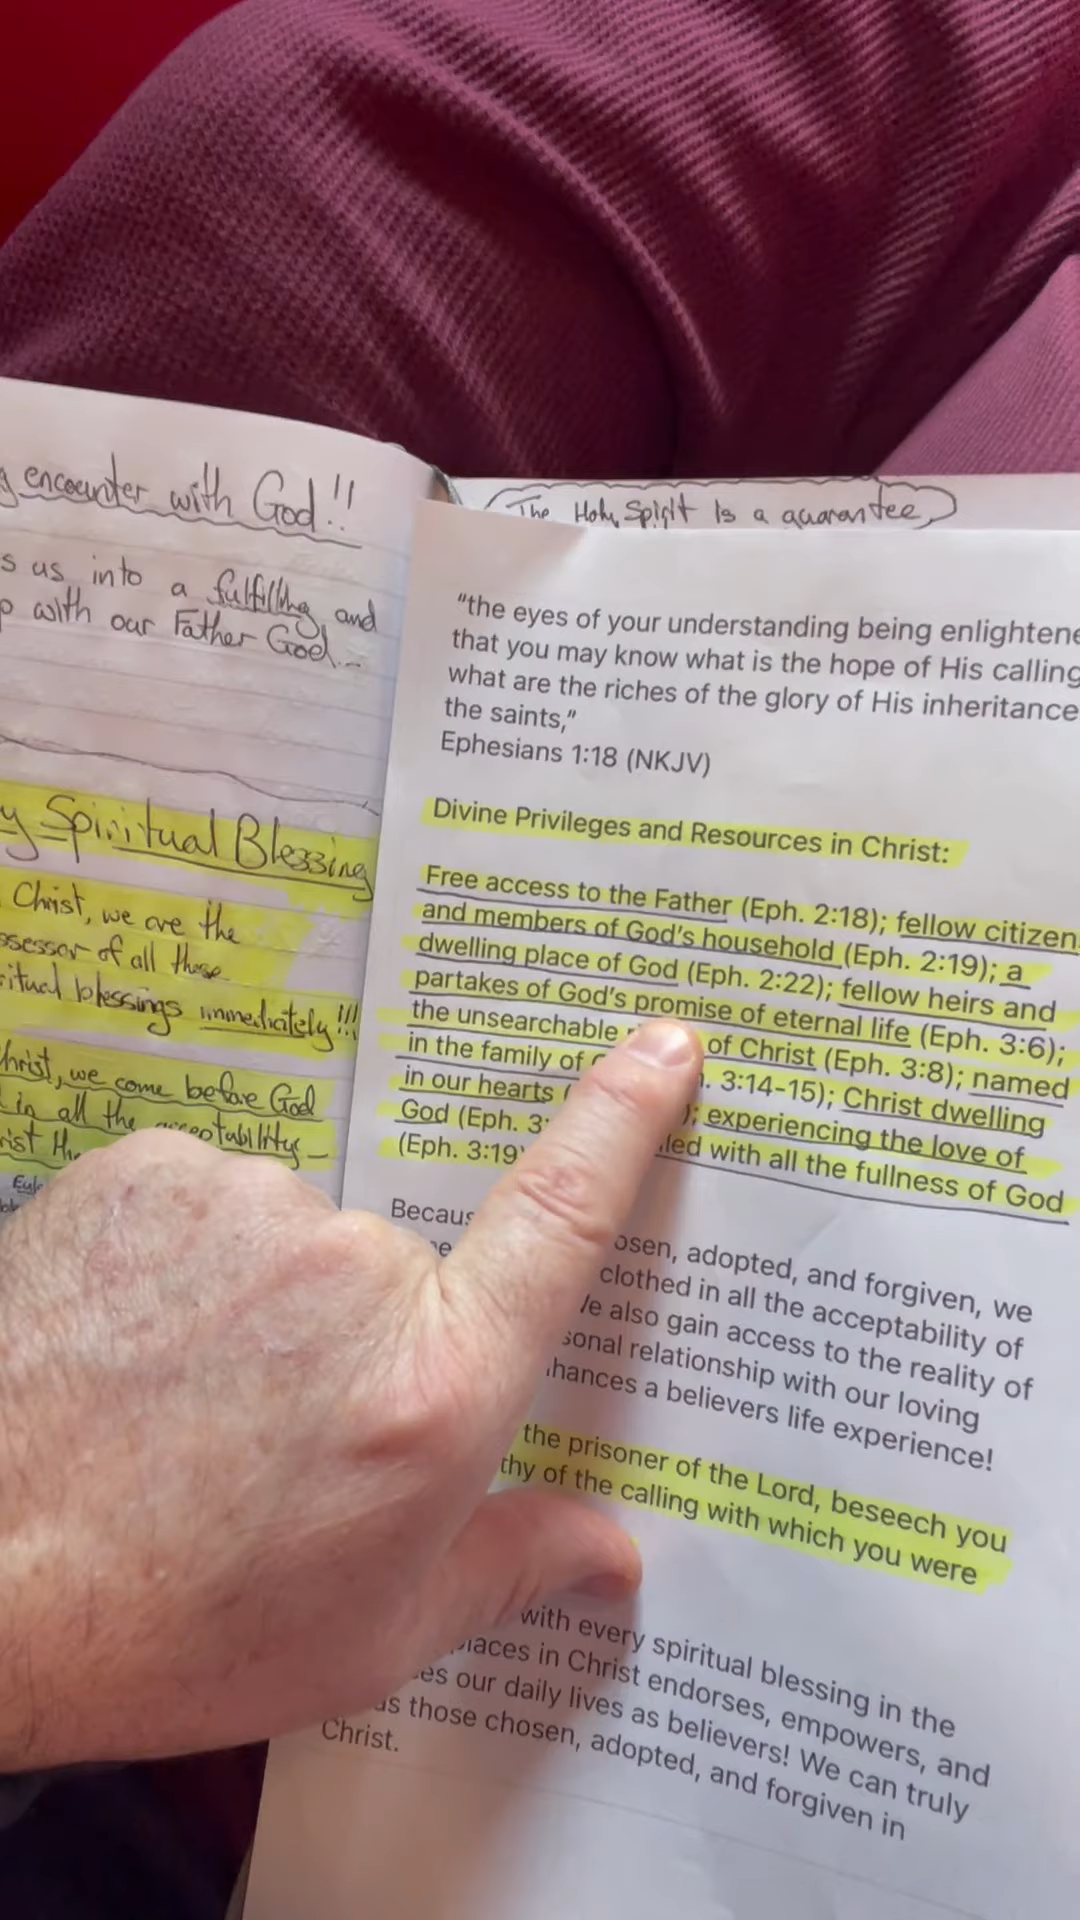 encounter with God!!
s us into a fulfilling and
p with our Father God...
y Spiritual Blessing
Christ, we are the
ssessor of all these
itual blessings immediately!!!
hrist, we come before God
in all the acceptability
rist
The Holy Spirit Is a guarantee
“the eyes of your understanding being enlightene
that you may know what is the hope of His calling
what are the riches of the glory of His inheritance
the saints,”
Ephesians 1:18 (NKJV)
Divine Privileges and Resources in Christ:
Free access to the Father (Eph. 2:18); fellow citizen
and members of God’s household (Eph. 2:19); a
dwelling place of God (Eph. 2:22); fellow heirs and
partakes of God’s promise of eternal life (Eph. 3:6);
the unsearchable of Christ (Eph. 3:8); named
in the family of 3:14-15); Christ dwelling
in our hearts ( ); experiencing the love of
God (Eph. 3: led with all the fullness of God
(Eph. 3:19)
Becaus osen, adopted, and forgiven, we
clothed in all the acceptability of
We also gain access to the reality of
sonal relationship with our loving
hances a believers life experience!
the prisoner of the Lord, beseech you
thy of the calling with which you were
with every spiritual blessing in the
places in Christ endorses, empowers, and
es our daily lives as believers! We can truly
as those chosen, adopted, and forgiven in
Christ.